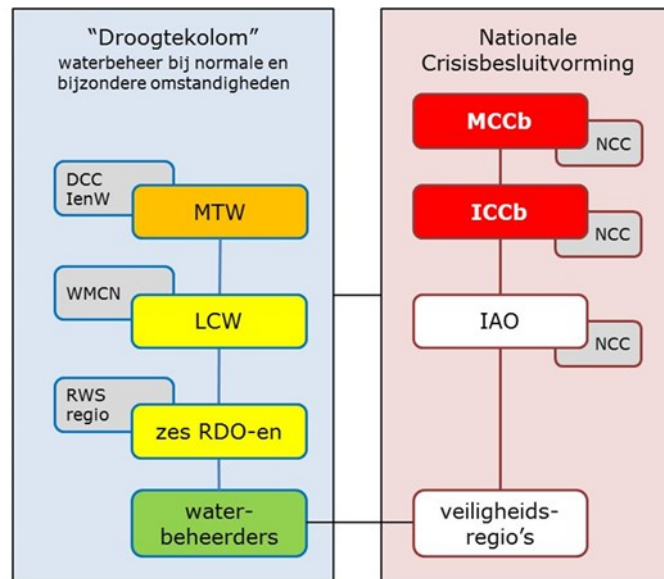 “Droogtekolom”
waterbeheer bij normale en
bijzondere omstandigheden
DCC
IenW
MTW
WMCN
LCW
RWS
regio
zes RDO-en
water-
beheerders
Nationale
Crisisbesluitvorming
MCCb
NCC
ICCb
NCC
IAO
NCC
veiligheids-
regio’s